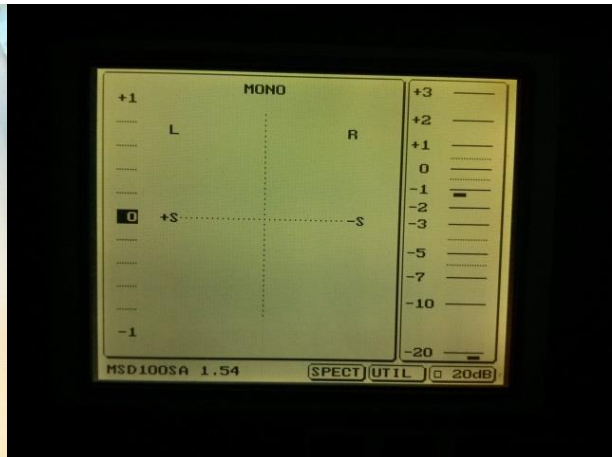 MONO
+1
L
R
0
+S
-S
-1
+3
+2
+1
0
-1
-2
-3
-5
-7
-10
-20
MSD100SA 1.54
SPECT
UTIL
20dB